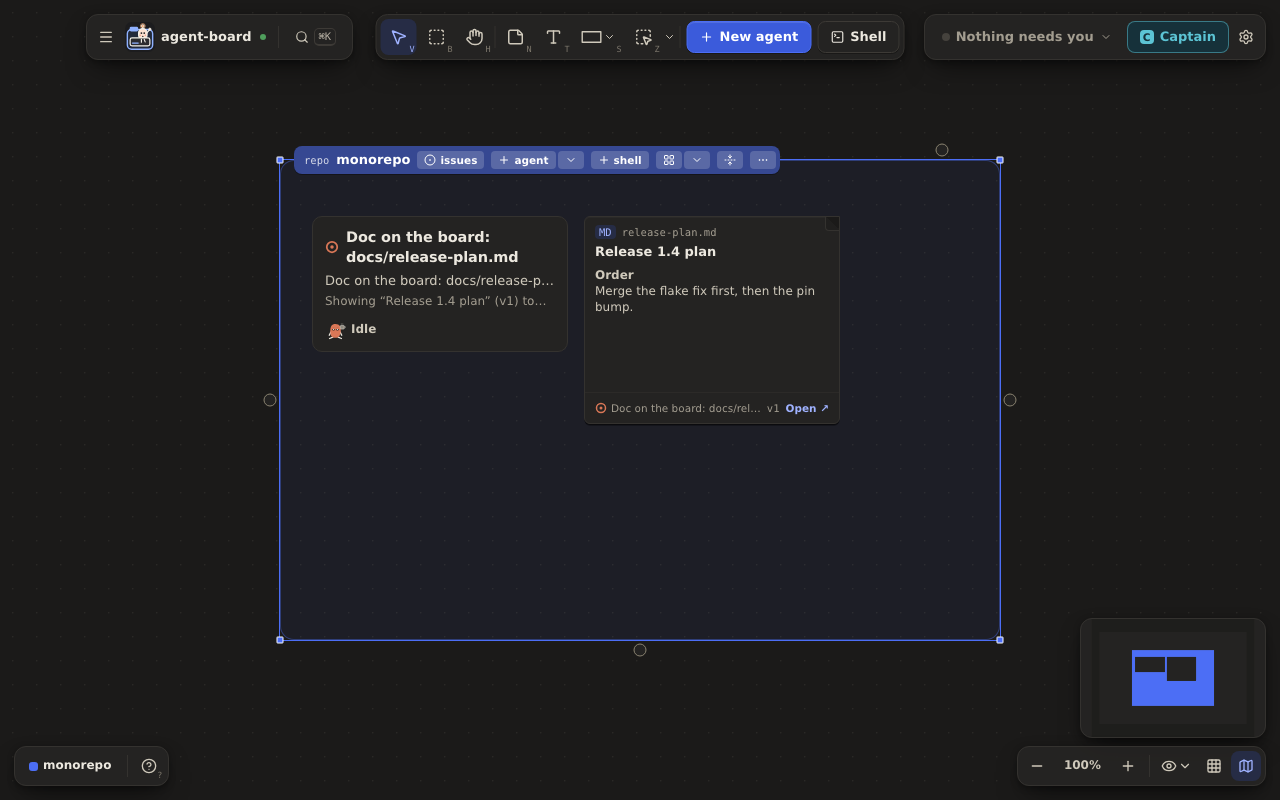 agent-board
⌘K
V
B
H
N
T
S
Z
New agent
Shell
Nothing needs you
C Captain
repo monorepo issues agent shell
Doc on the board:
docs/release-plan.md
Doc on the board: docs/release-p…
Showing “Release 1.4 plan” (v1) to…
Idle
MD release-plan.md
Release 1.4 plan
Order
Merge the flake fix first, then the pin
bump.
Doc on the board: docs/rel… v1 Open ↗
monorepo
?
100%